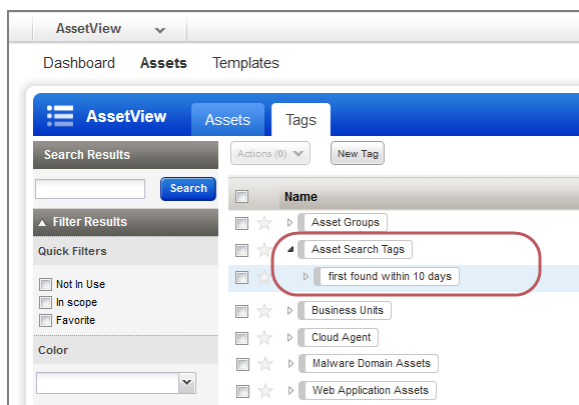 AssetView
Dashboard Assets Templates
AssetView Assets Tags
Search Results
Search
Filter Results
Quick Filters
Not In Use
In scope
Favorite
Color
Actions (0) New Tag
Name
Asset Groups
Asset Search Tags
first found within 10 days
Business Units
Cloud Agent
Malware Domain Assets
Web Application Assets